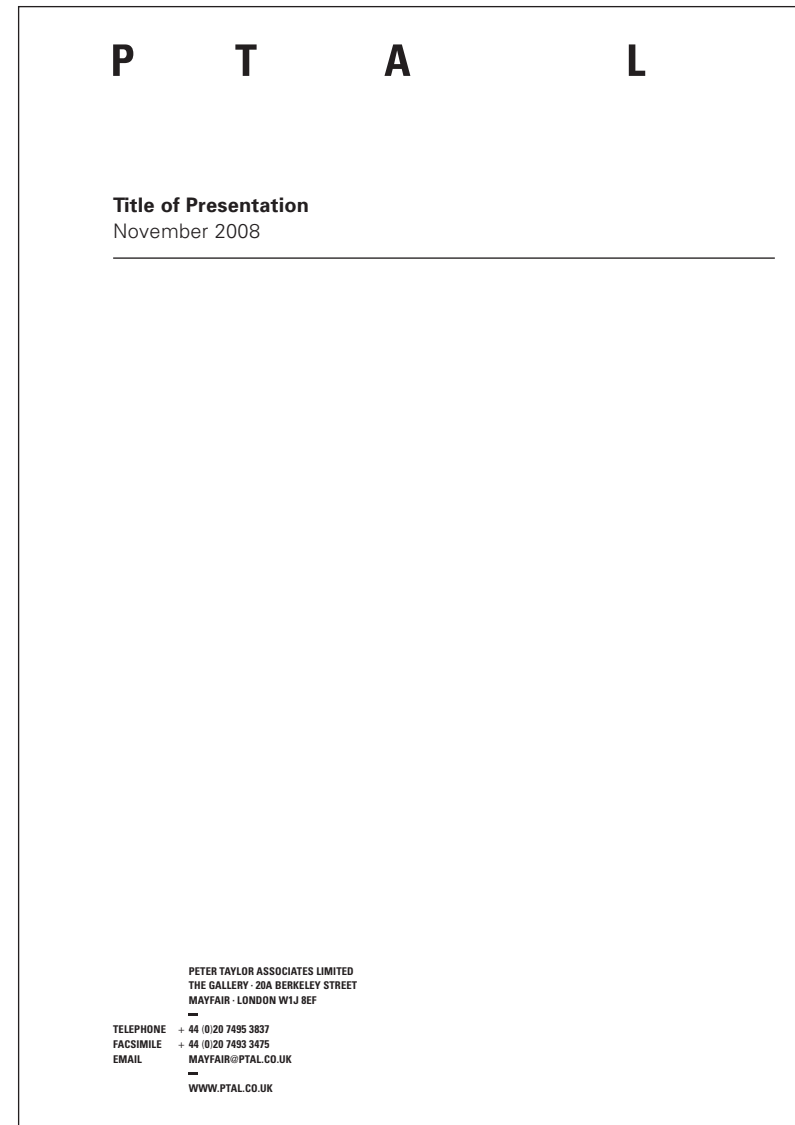 P T A L
Title of Presentation
November 2008
PETER TAYLOR ASSOCIATES LIMITED
THE GALLERY · 20A BERKELEY STREET
MAYFAIR · LONDON W1J 8EF
TELEPHONE + 44 (0)20 7495 3837
FACSIMILE + 44 (0)20 7493 3475
EMAIL MAYFAIR@PTAL.CO.UK
WWW.PTAL.CO.UK